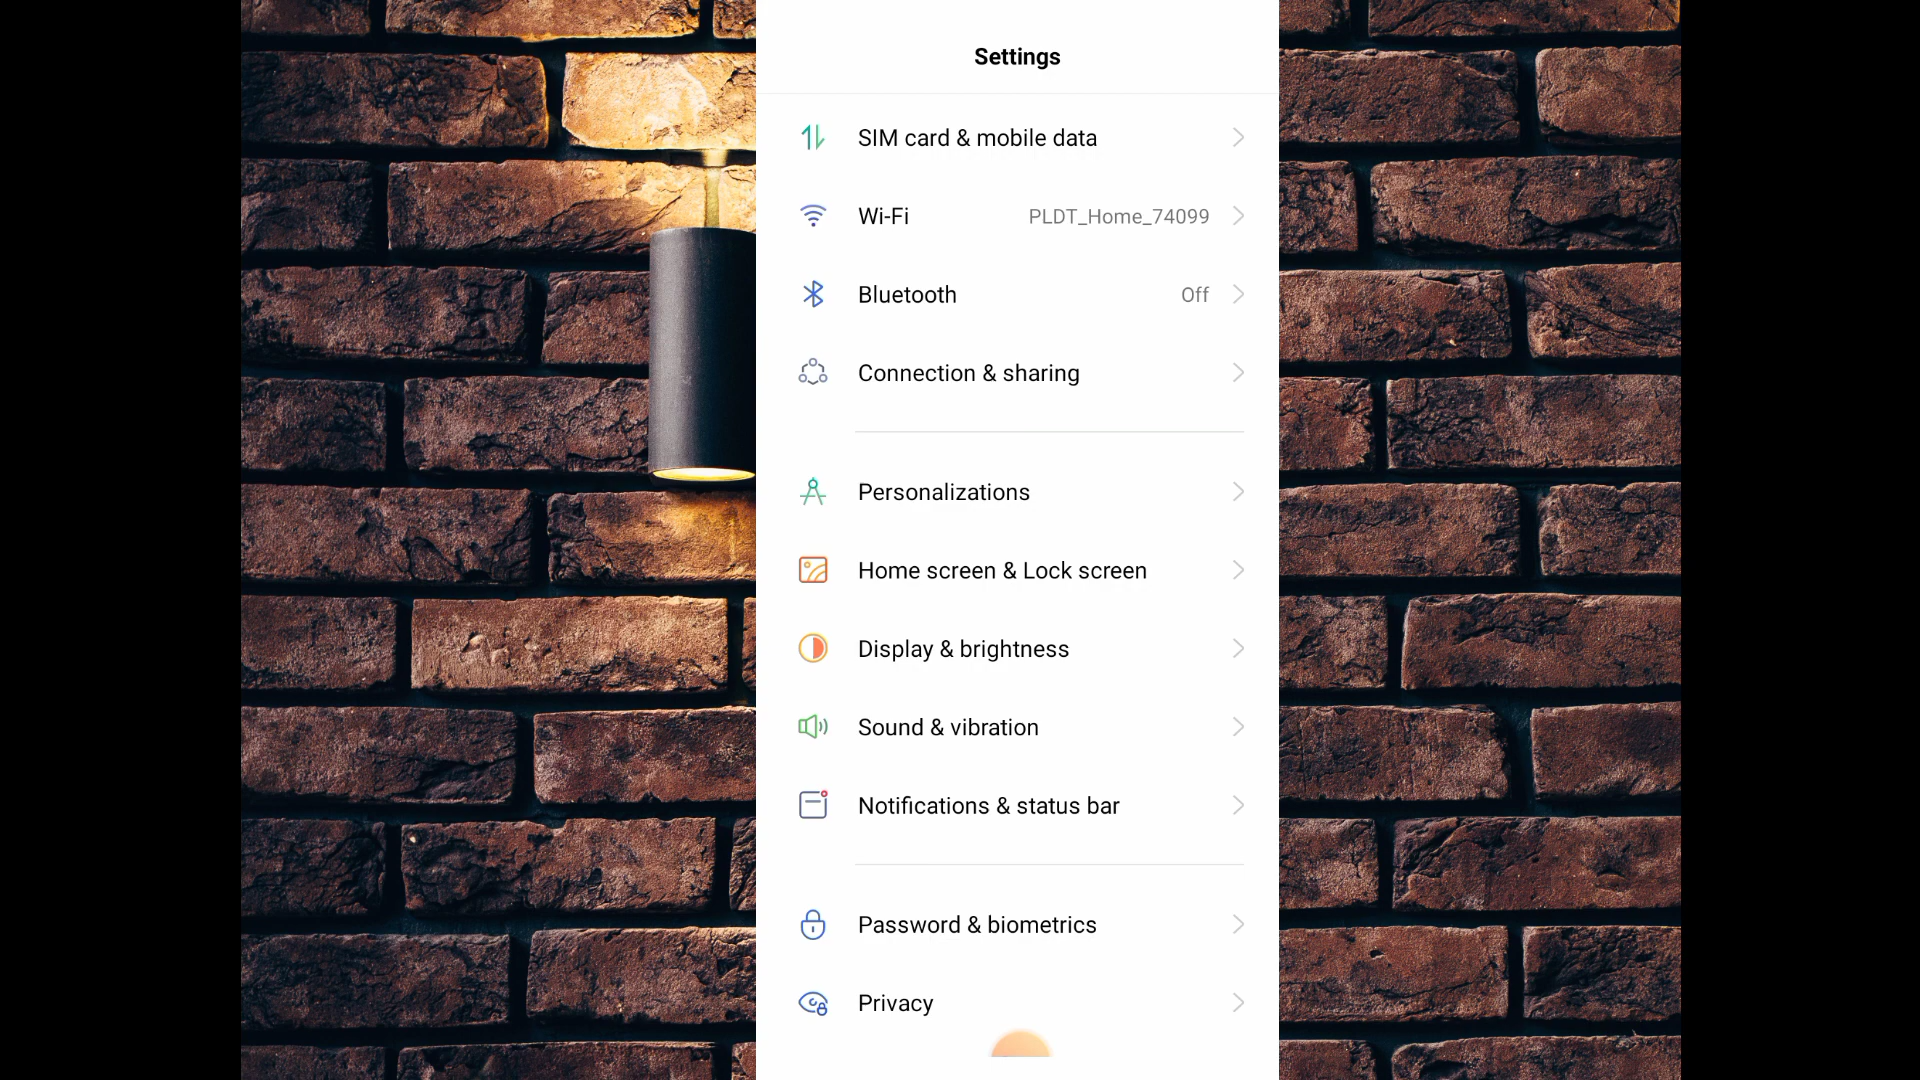 Settings
SIM card & mobile data
Wi-Fi PLDT_Home_74099
Bluetooth Off
Connection & sharing
Personalizations
Home screen & Lock screen
Display & brightness
Sound & vibration
Notifications & status bar
Password & biometrics
Privacy